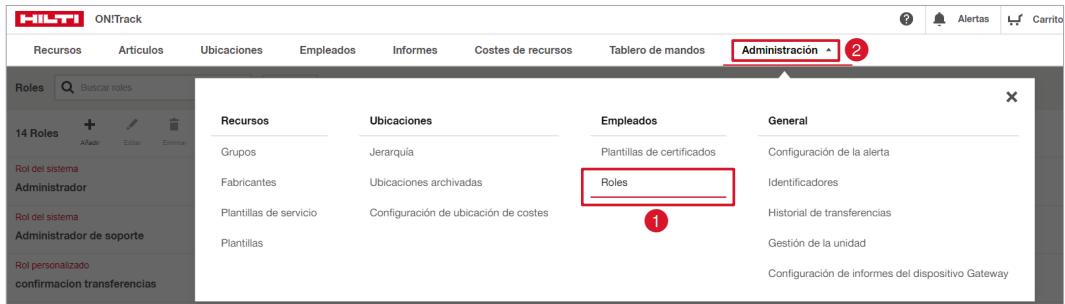 HILTI ON!Track ? Alertas Carrito
Recursos Artículos Ubicaciones Empleados Informes Costes de recursos Tablero de mandos Administración 2
Roles Buscar roles
14 Roles Añadir Editar Eliminar
Rol del sistema
Administrador
Rol del sistema
Administrador de soporte
Rol personalizado
confirmacion transferencias
Recursos Ubicaciones Empleados General
Grupos Jerarquía Plantillas de certificados Configuración de la alerta
Fabricantes Ubicaciones archivadas Roles Identificadores
Plantillas de servicio Configuración de ubicación de costes 1 Historial de transferencias
Plantillas Gestión de la unidad
Configuración de informes del dispositivo Gateway